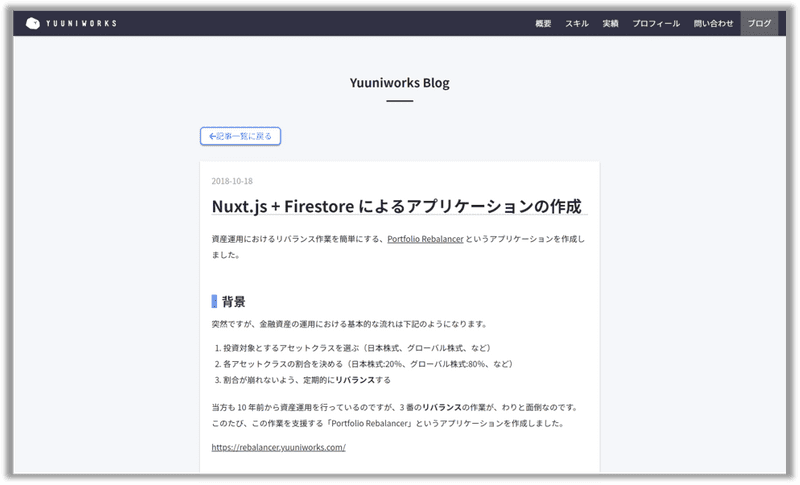 YUUNIWORKS
概要 スキル 実績 プロフィール 問い合わせ ブログ
Yuuniworks Blog
←記事一覧に戻る
2018-10-18
Nuxt.js + Firestore によるアプリケーションの作成
資産運用におけるリバランス作業を簡単にする、Portfolio Rebalancer というアプリケーションを作成し
ました。
背景
突然ですが、金融資産の運用における基本的な流れは下記のようになります。
1. 投資対象とするアセットクラスを選ぶ（日本株式、グローバル株式、など）
2. 各アセットクラスの割合を決める（日本株式:20%、グローバル株式:80%、など）
3. 割合が崩れないよう、定期的にリバランスする
当方も 10 年前から資産運用を行っているのですが、3 番のリバランスの作業が、わりと面倒なのです。
このたび、この作業を支援する「Portfolio Rebalancer」というアプリケーションを作成しました。
https://rebalancer.yuuniworks.com/